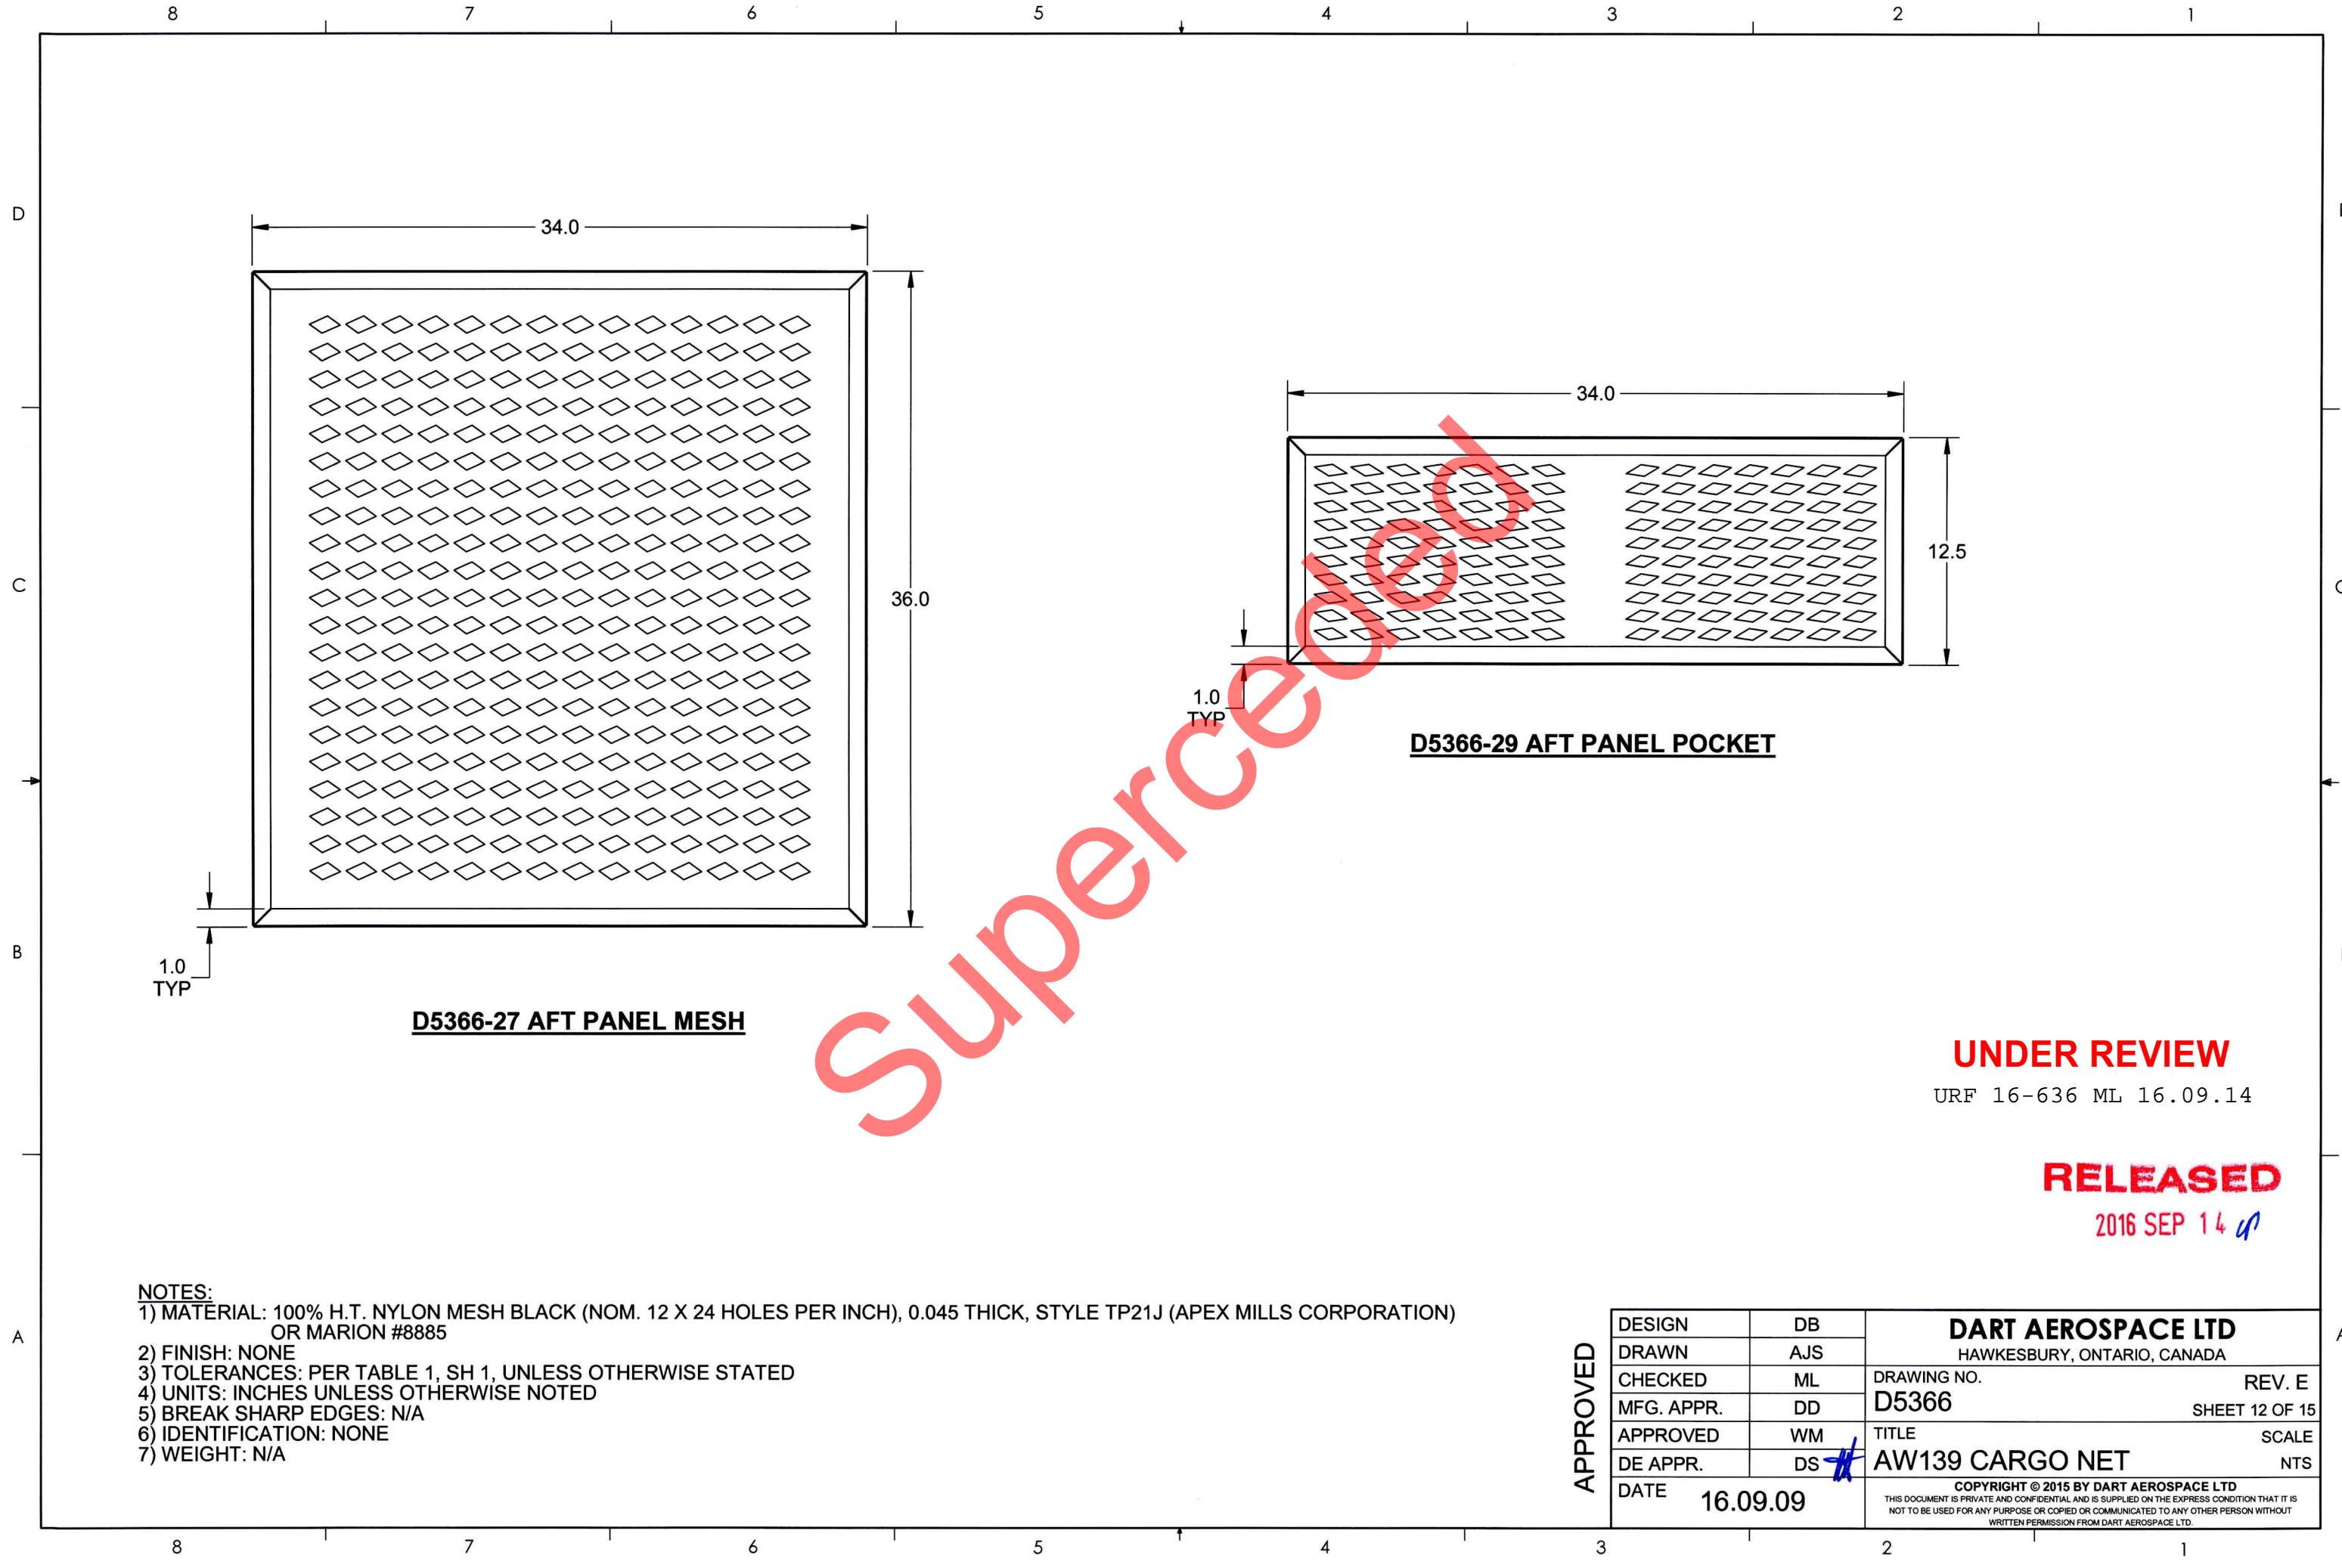 8 7 6 5 4 3 2 1
D
C
B
A
34.0
36.0
1.0
TYP
D5366-27 AFT PANEL MESH
34.0
12.5
1.0
TYP
D5366-29 AFT PANEL POCKET
Superceded
UNDER REVIEW
URF 16-636 ML 16.09.14
RELEASED
2016 SEP 14
NOTES:
1) MATERIAL: 100% H.T. NYLON MESH BLACK (NOM. 12 X 24 HOLES PER INCH), 0.045 THICK, STYLE TP21J (APEX MILLS CORPORATION)
OR MARION #8885
2) FINISH: NONE
3) TOLERANCES: PER TABLE 1, SH 1, UNLESS OTHERWISE STATED
4) UNITS: INCHES UNLESS OTHERWISE NOTED
5) BREAK SHARP EDGES: N/A
6) IDENTIFICATION: NONE
7) WEIGHT: N/A
APPROVED
DESIGN DB
DRAWN AJS
CHECKED ML
MFG. APPR. DD
APPROVED WM
DE APPR. DS
DATE 16.09.09
DART AEROSPACE LTD
HAWKESBURY, ONTARIO, CANADA
DRAWING NO. REV. E
D5366 SHEET 12 OF 15
TITLE SCALE
AW139 CARGO NET NTS
COPYRIGHT © 2015 BY DART AEROSPACE LTD
THIS DOCUMENT IS PRIVATE AND CONFIDENTIAL AND IS SUPPLIED ON THE EXPRESS CONDITION THAT IT IS
NOT TO BE USED FOR ANY PURPOSE OR COPIED OR COMMUNICATED TO ANY OTHER PERSON WITHOUT
WRITTEN PERMISSION FROM DART AEROSPACE LTD.
8 7 6 5 4 3 2 1